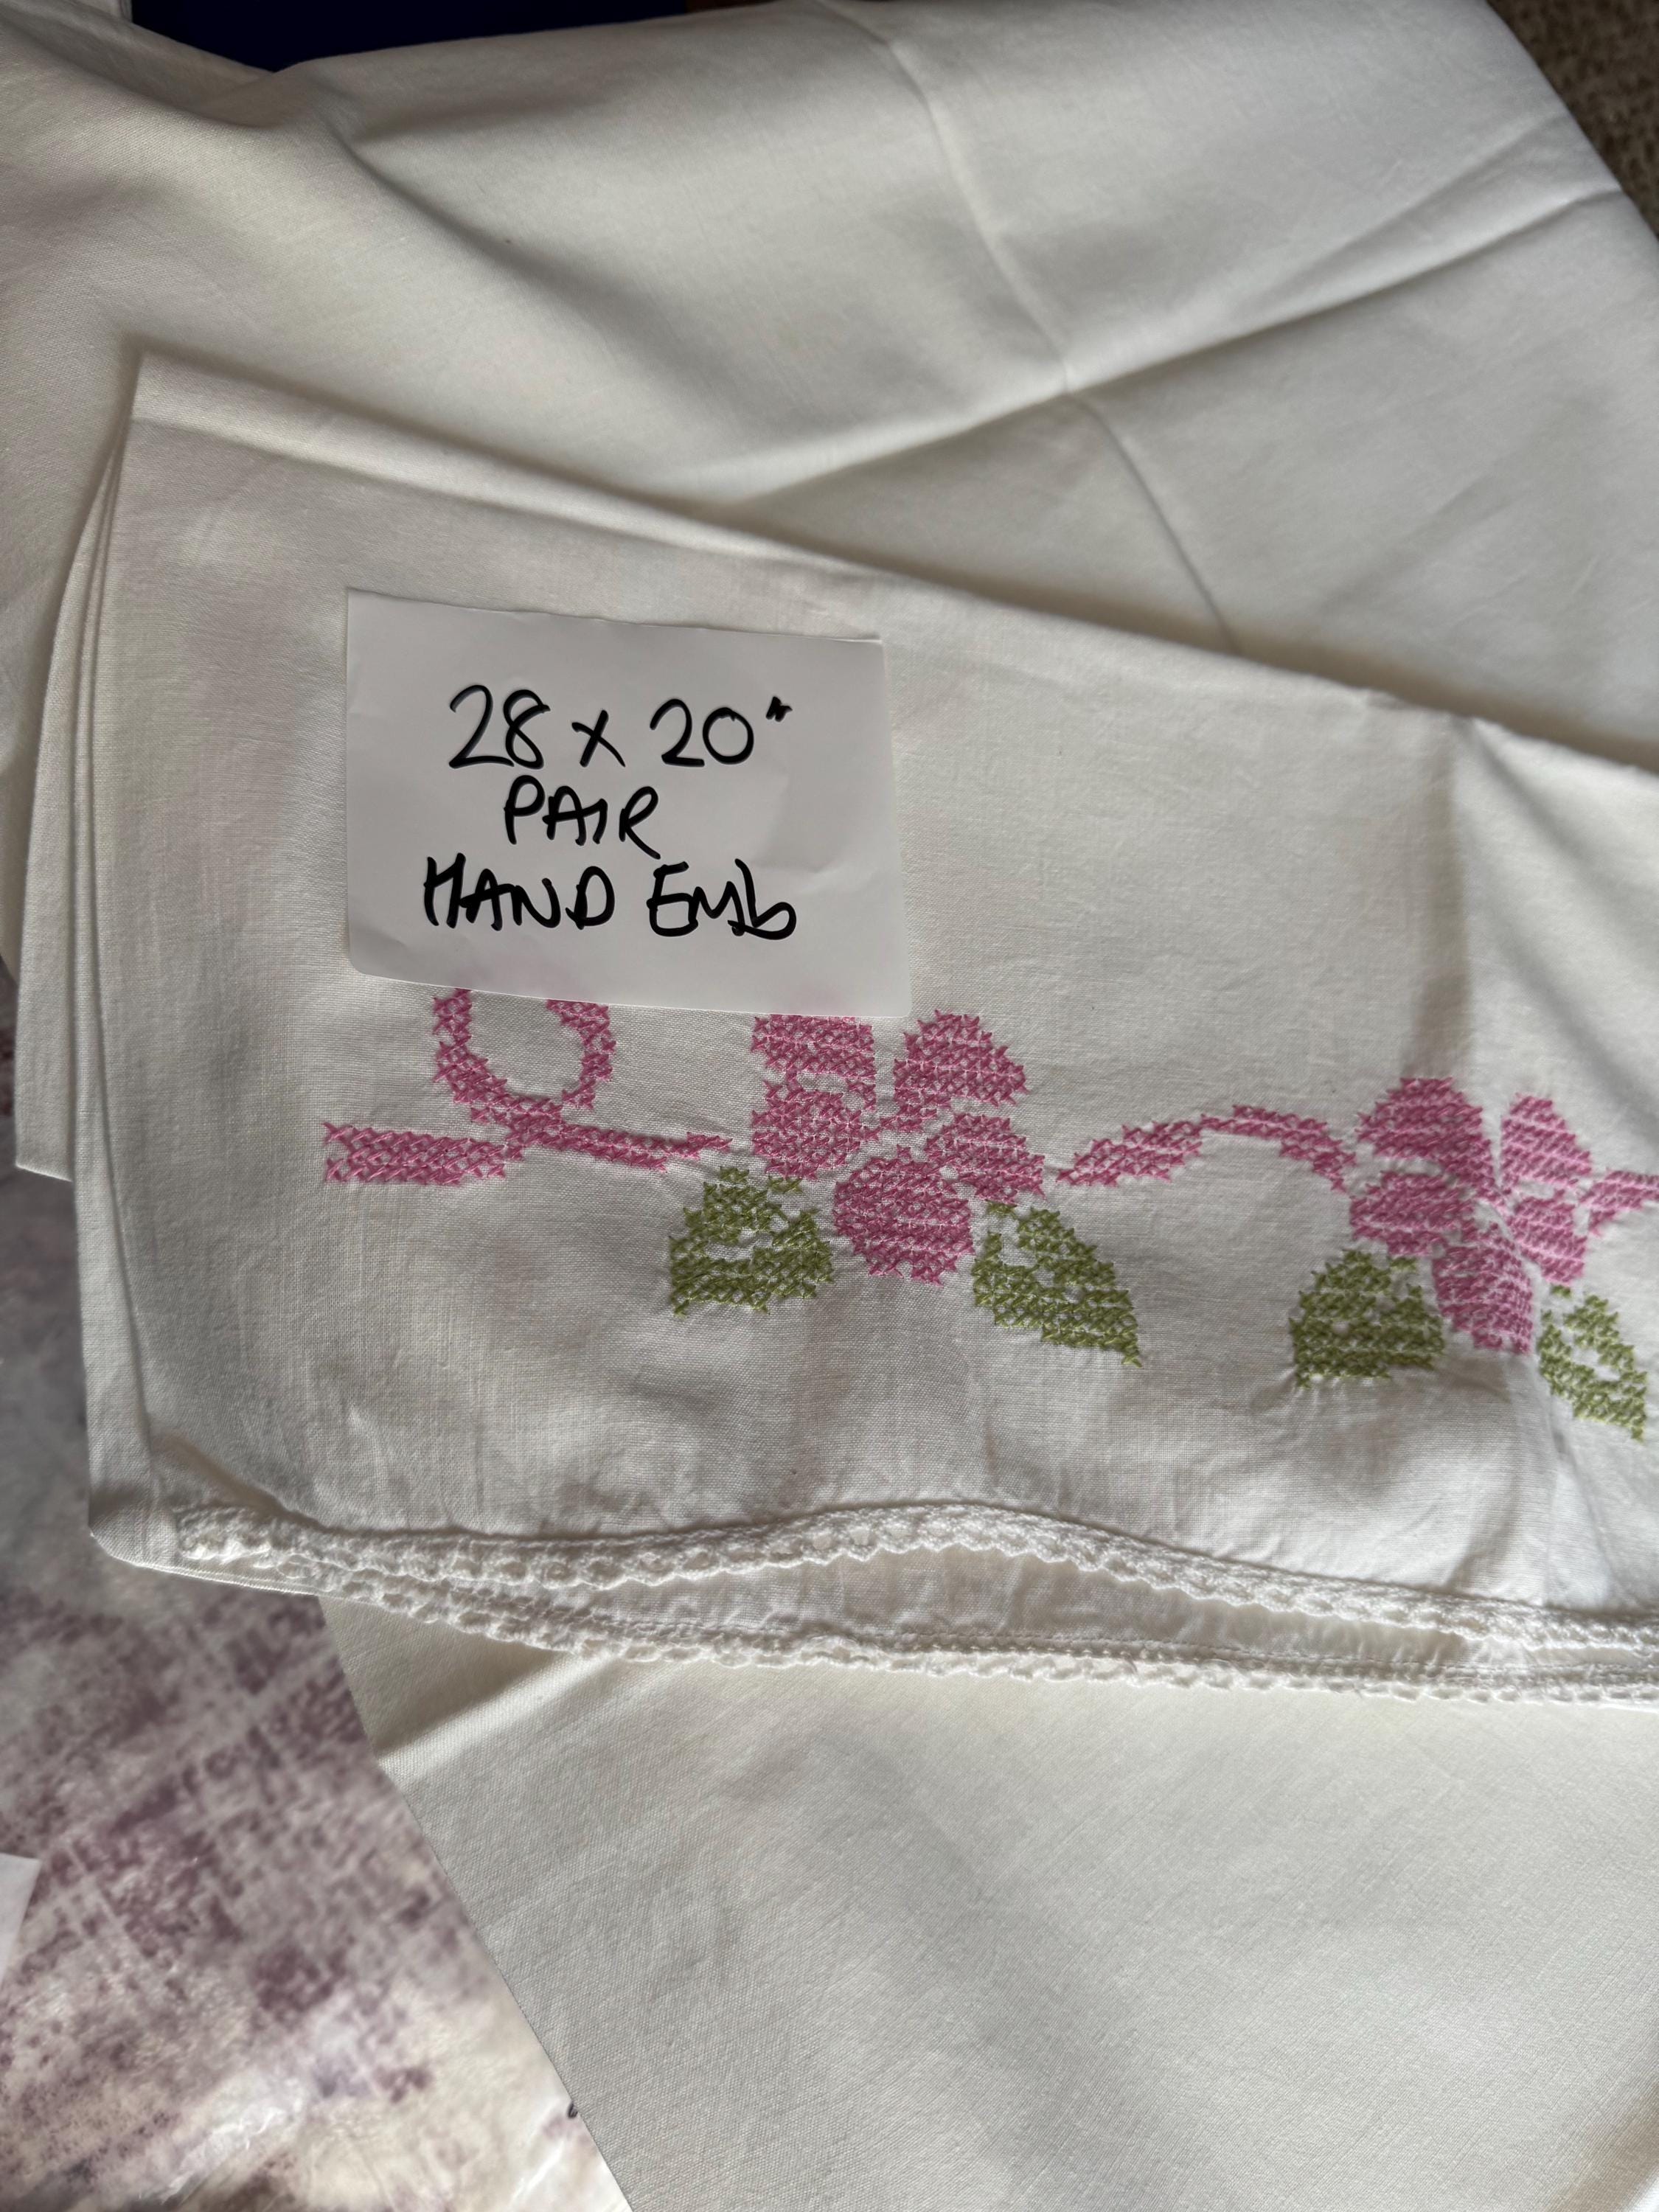 28 x 20"
PAIR
HAND EMb